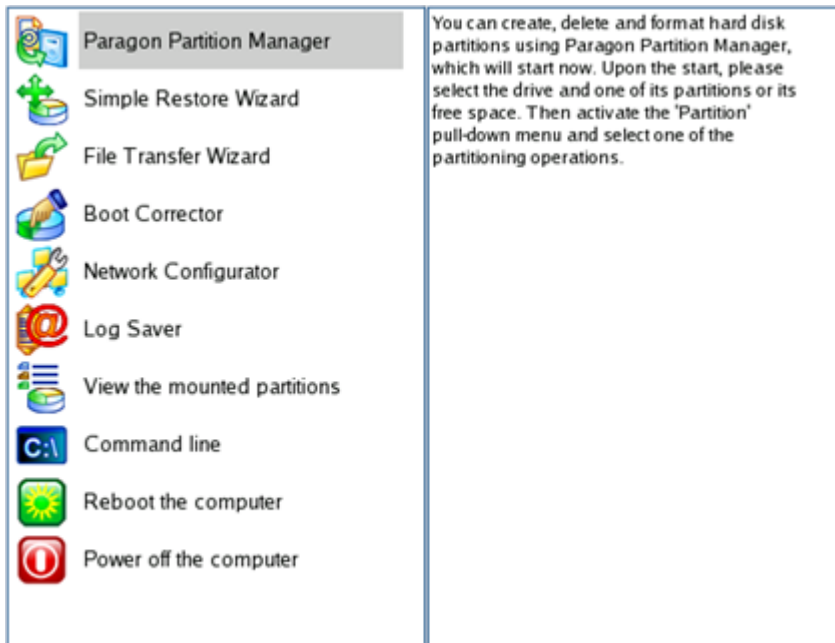 Paragon Partition Manager
Simple Restore Wizard
File Transfer Wizard
Boot Corrector
Network Configurator
Log Saver
View the mounted partitions
C:\
Command line
Reboot the computer
Power off the computer
You can create, delete and format hard disk
partitions using Paragon Partition Manager,
which will start now. Upon the start, please
select the drive and one of its partitions or its
free space. Then activate the 'Partition'
pull-down menu and select one of the
partitioning operations.